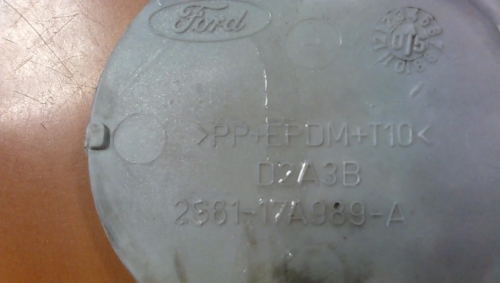 Ford
>PP+EPDM+T10<
D2A3B
2S61-17A989-A